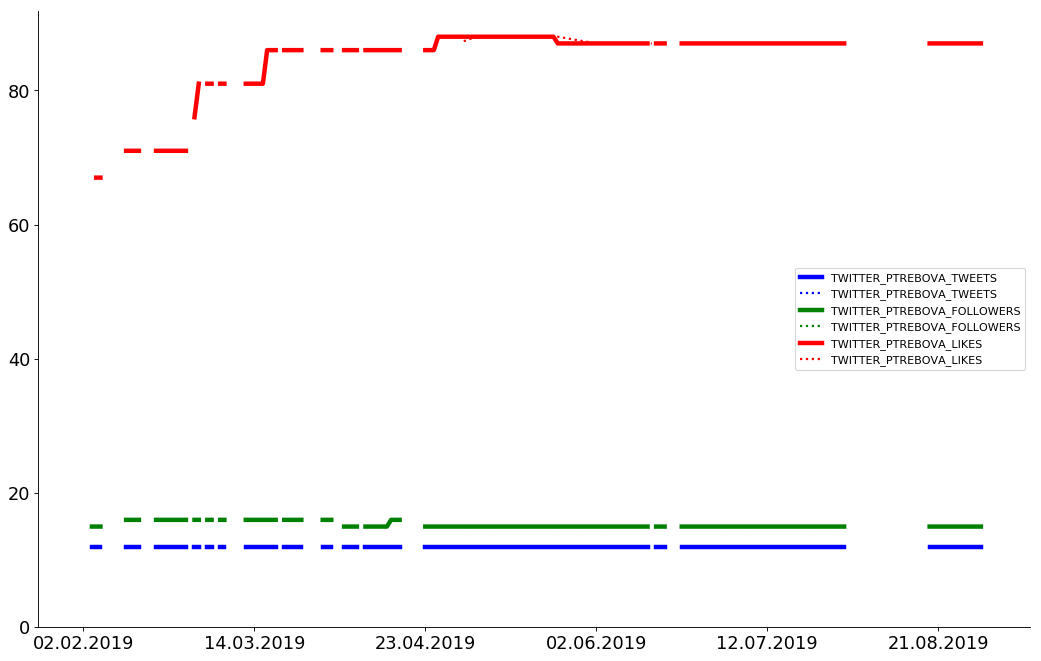 80
60
40
20
0
02.02.2019 14.03.2019 23.04.2019 02.06.2019 12.07.2019 21.08.2019
TWITTER_PTREBOVA_TWEETS
TWITTER_PTREBOVA_TWEETS
TWITTER_PTREBOVA_FOLLOWERS
TWITTER_PTREBOVA_FOLLOWERS
TWITTER_PTREBOVA_LIKES
TWITTER_PTREBOVA_LIKES